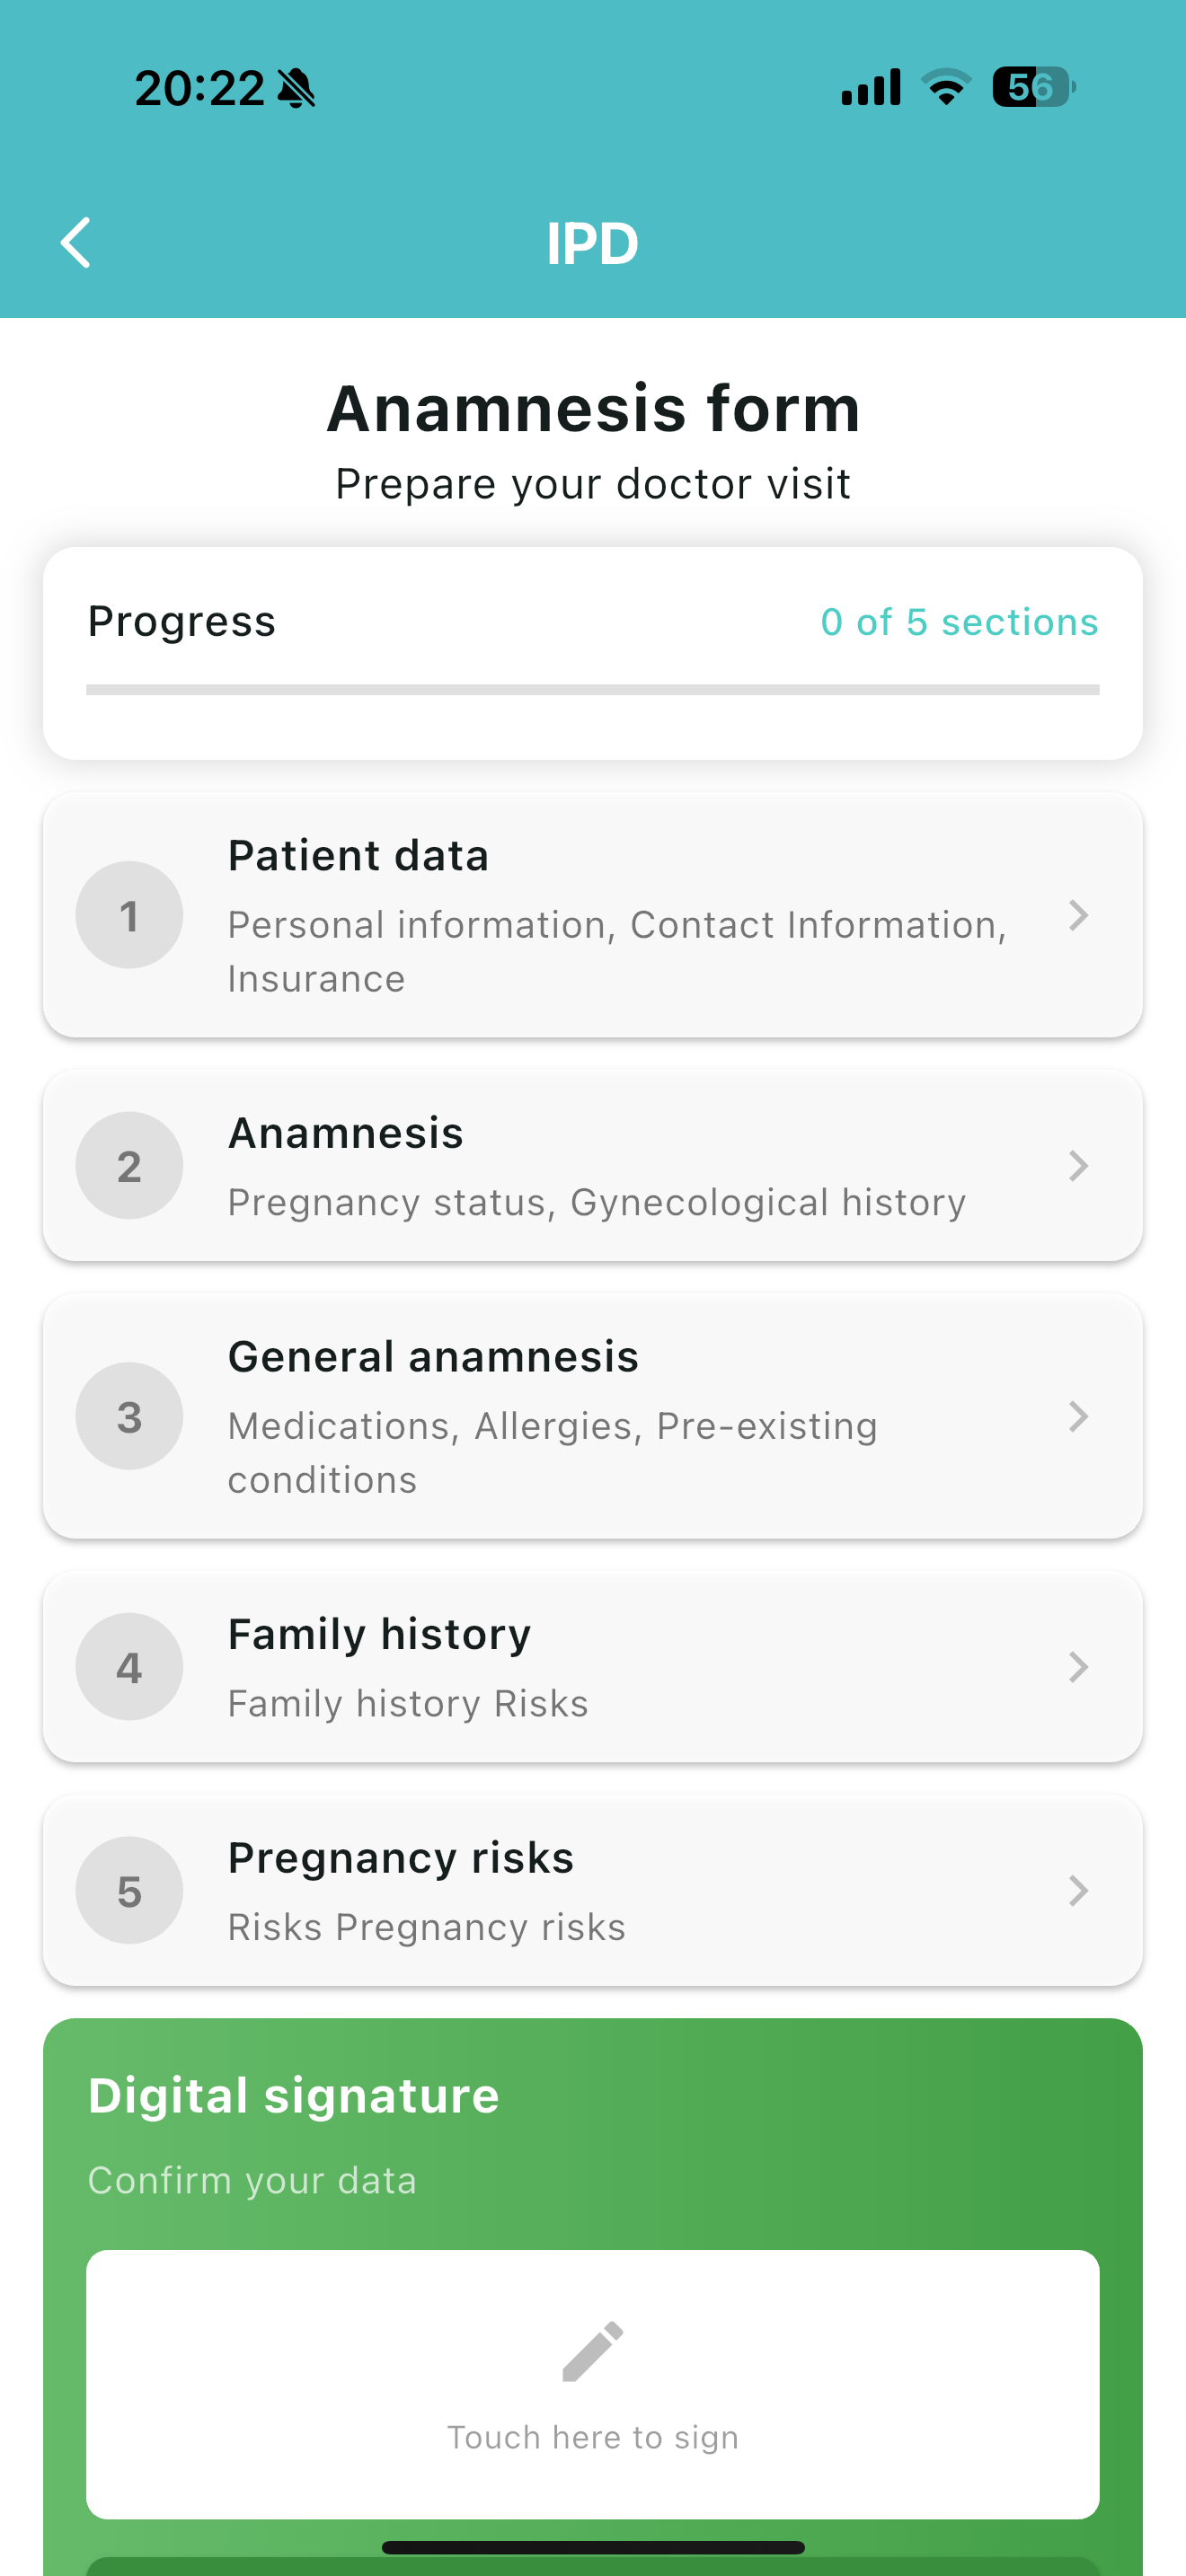 20:22
56
IPD
Anamnesis form
Prepare your doctor visit
Progress
0 of 5 sections
1
Patient data
Personal information, Contact Information,
Insurance
2
Anamnesis
Pregnancy status, Gynecological history
3
General anamnesis
Medications, Allergies, Pre-existing
conditions
4
Family history
Family history Risks
5
Pregnancy risks
Risks Pregnancy risks
Digital signature
Confirm your data
Touch here to sign